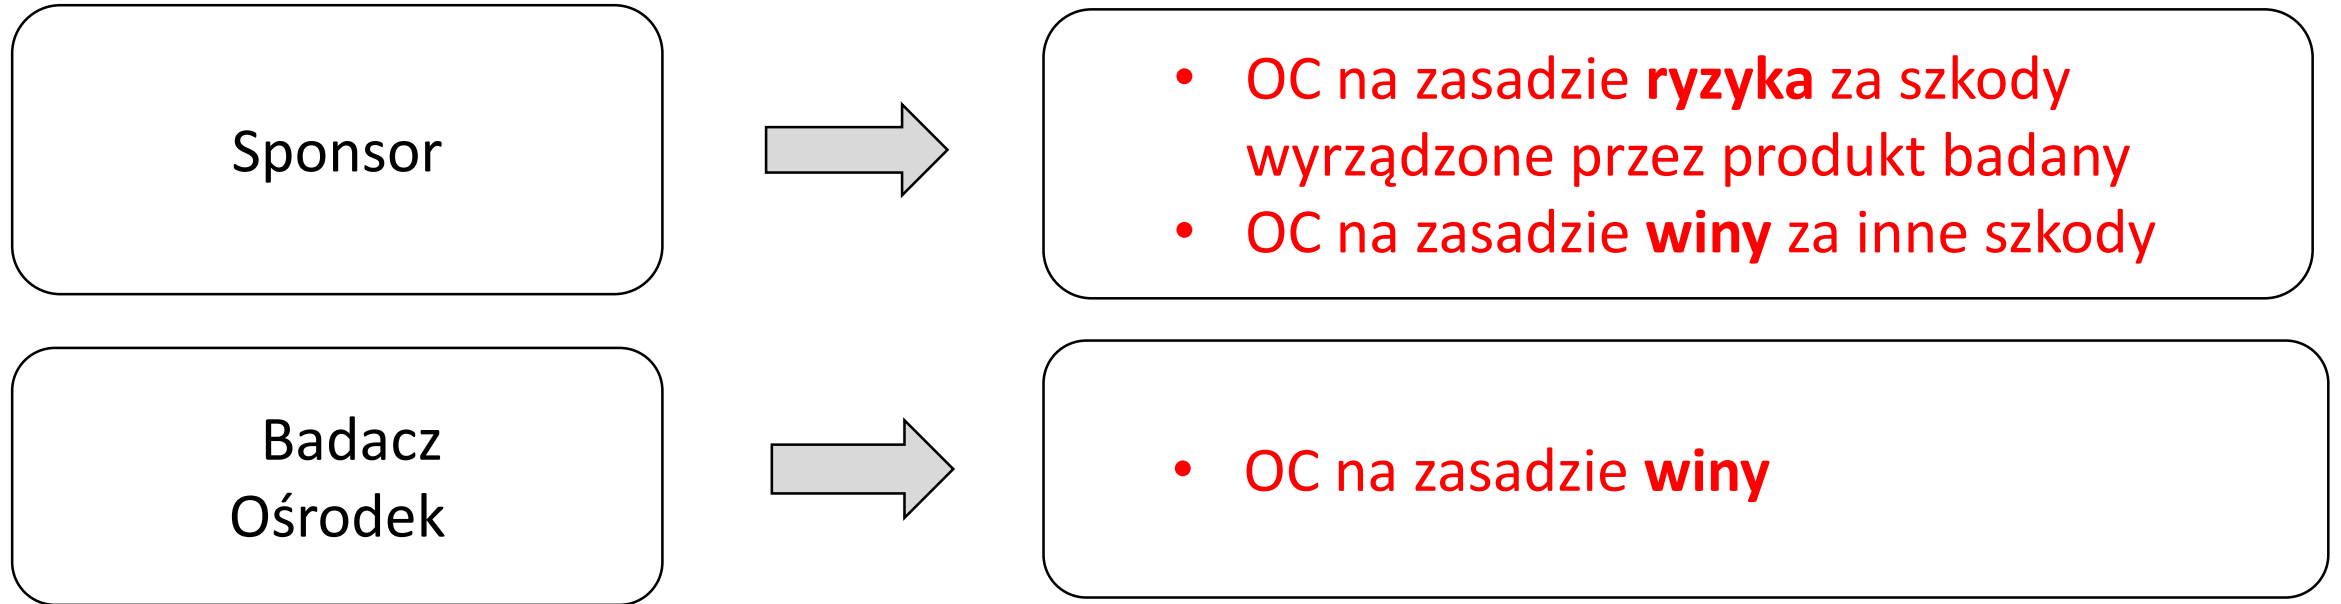 Sponsor
• OC na zasadzie ryzyka za szkody
wyrządzone przez produkt badany
• OC na zasadzie winy za inne szkody
Badacz
Ośrodek
• OC na zasadzie winy